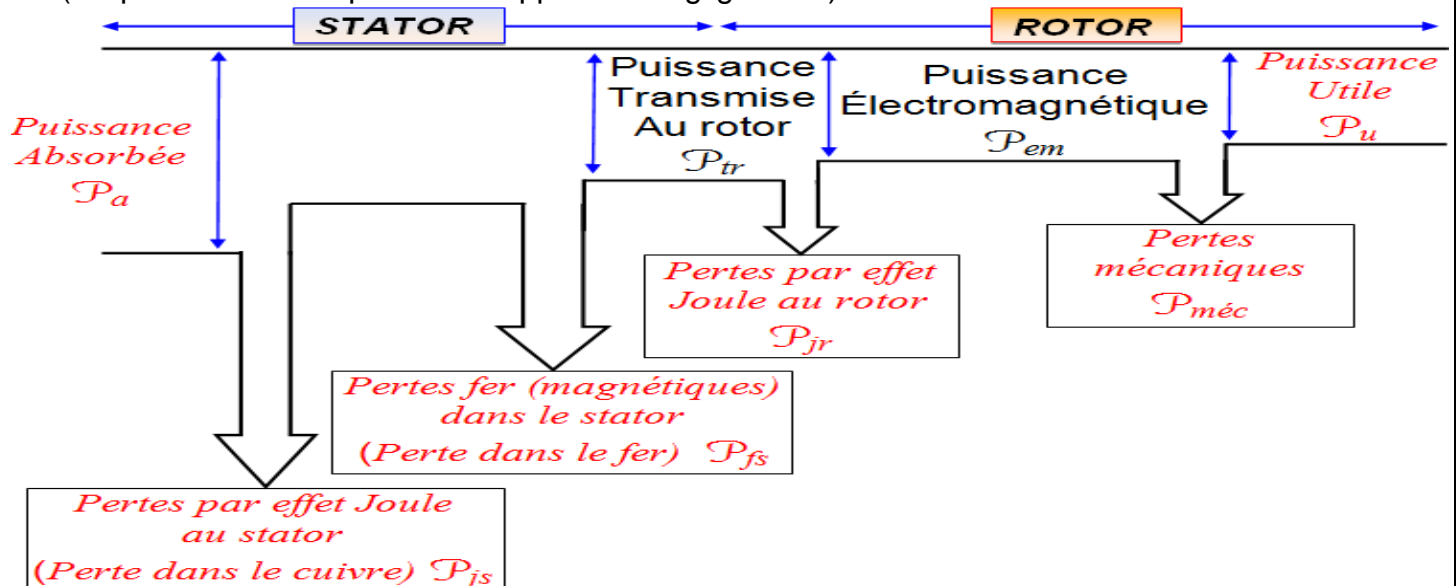 STATOR
ROTOR
Puissance
Absorbée
𝒫a
Puissance
Transmise
Au rotor
𝒫tr
Puissance
Électromagnétique
𝒫em
Puissance
Utile
𝒫u
Pertes
mécaniques
𝒫méc
Pertes par effet
Joule au rotor
𝒫jr
Pertes fer (magnétiques)
dans le stator
(Perte dans le fer) 𝒫fs
Pertes par effet Joule
au stator
(Perte dans le cuivre) 𝒫js